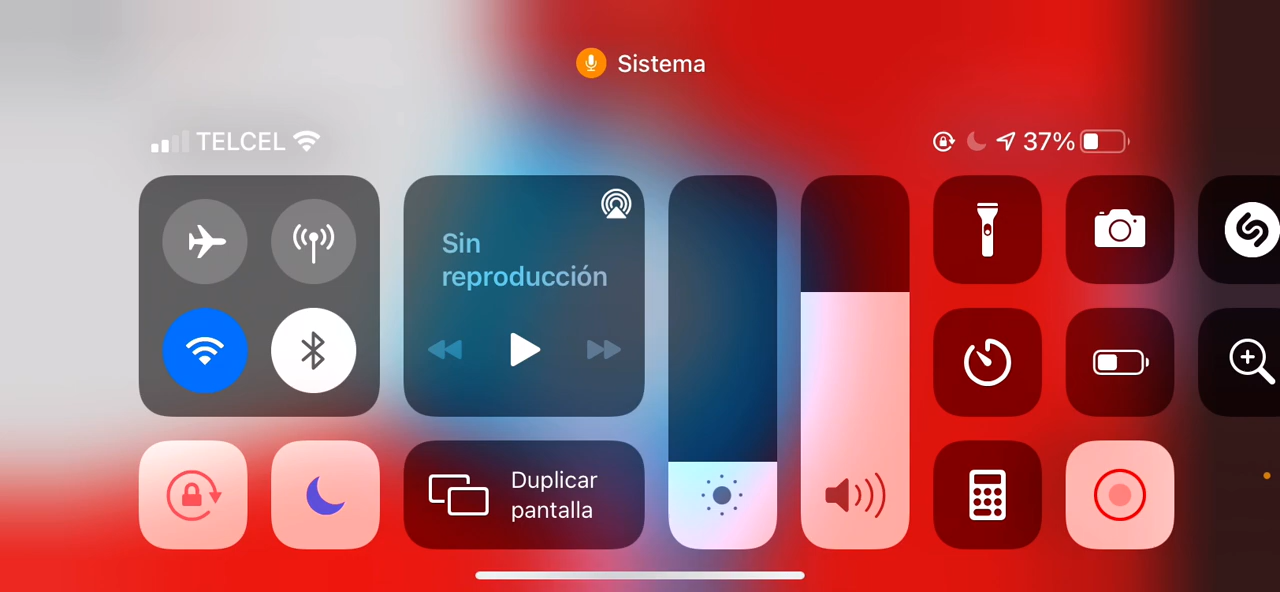 Sistema
TELCEL
37%
Sin
reproducción
Duplicar
pantalla